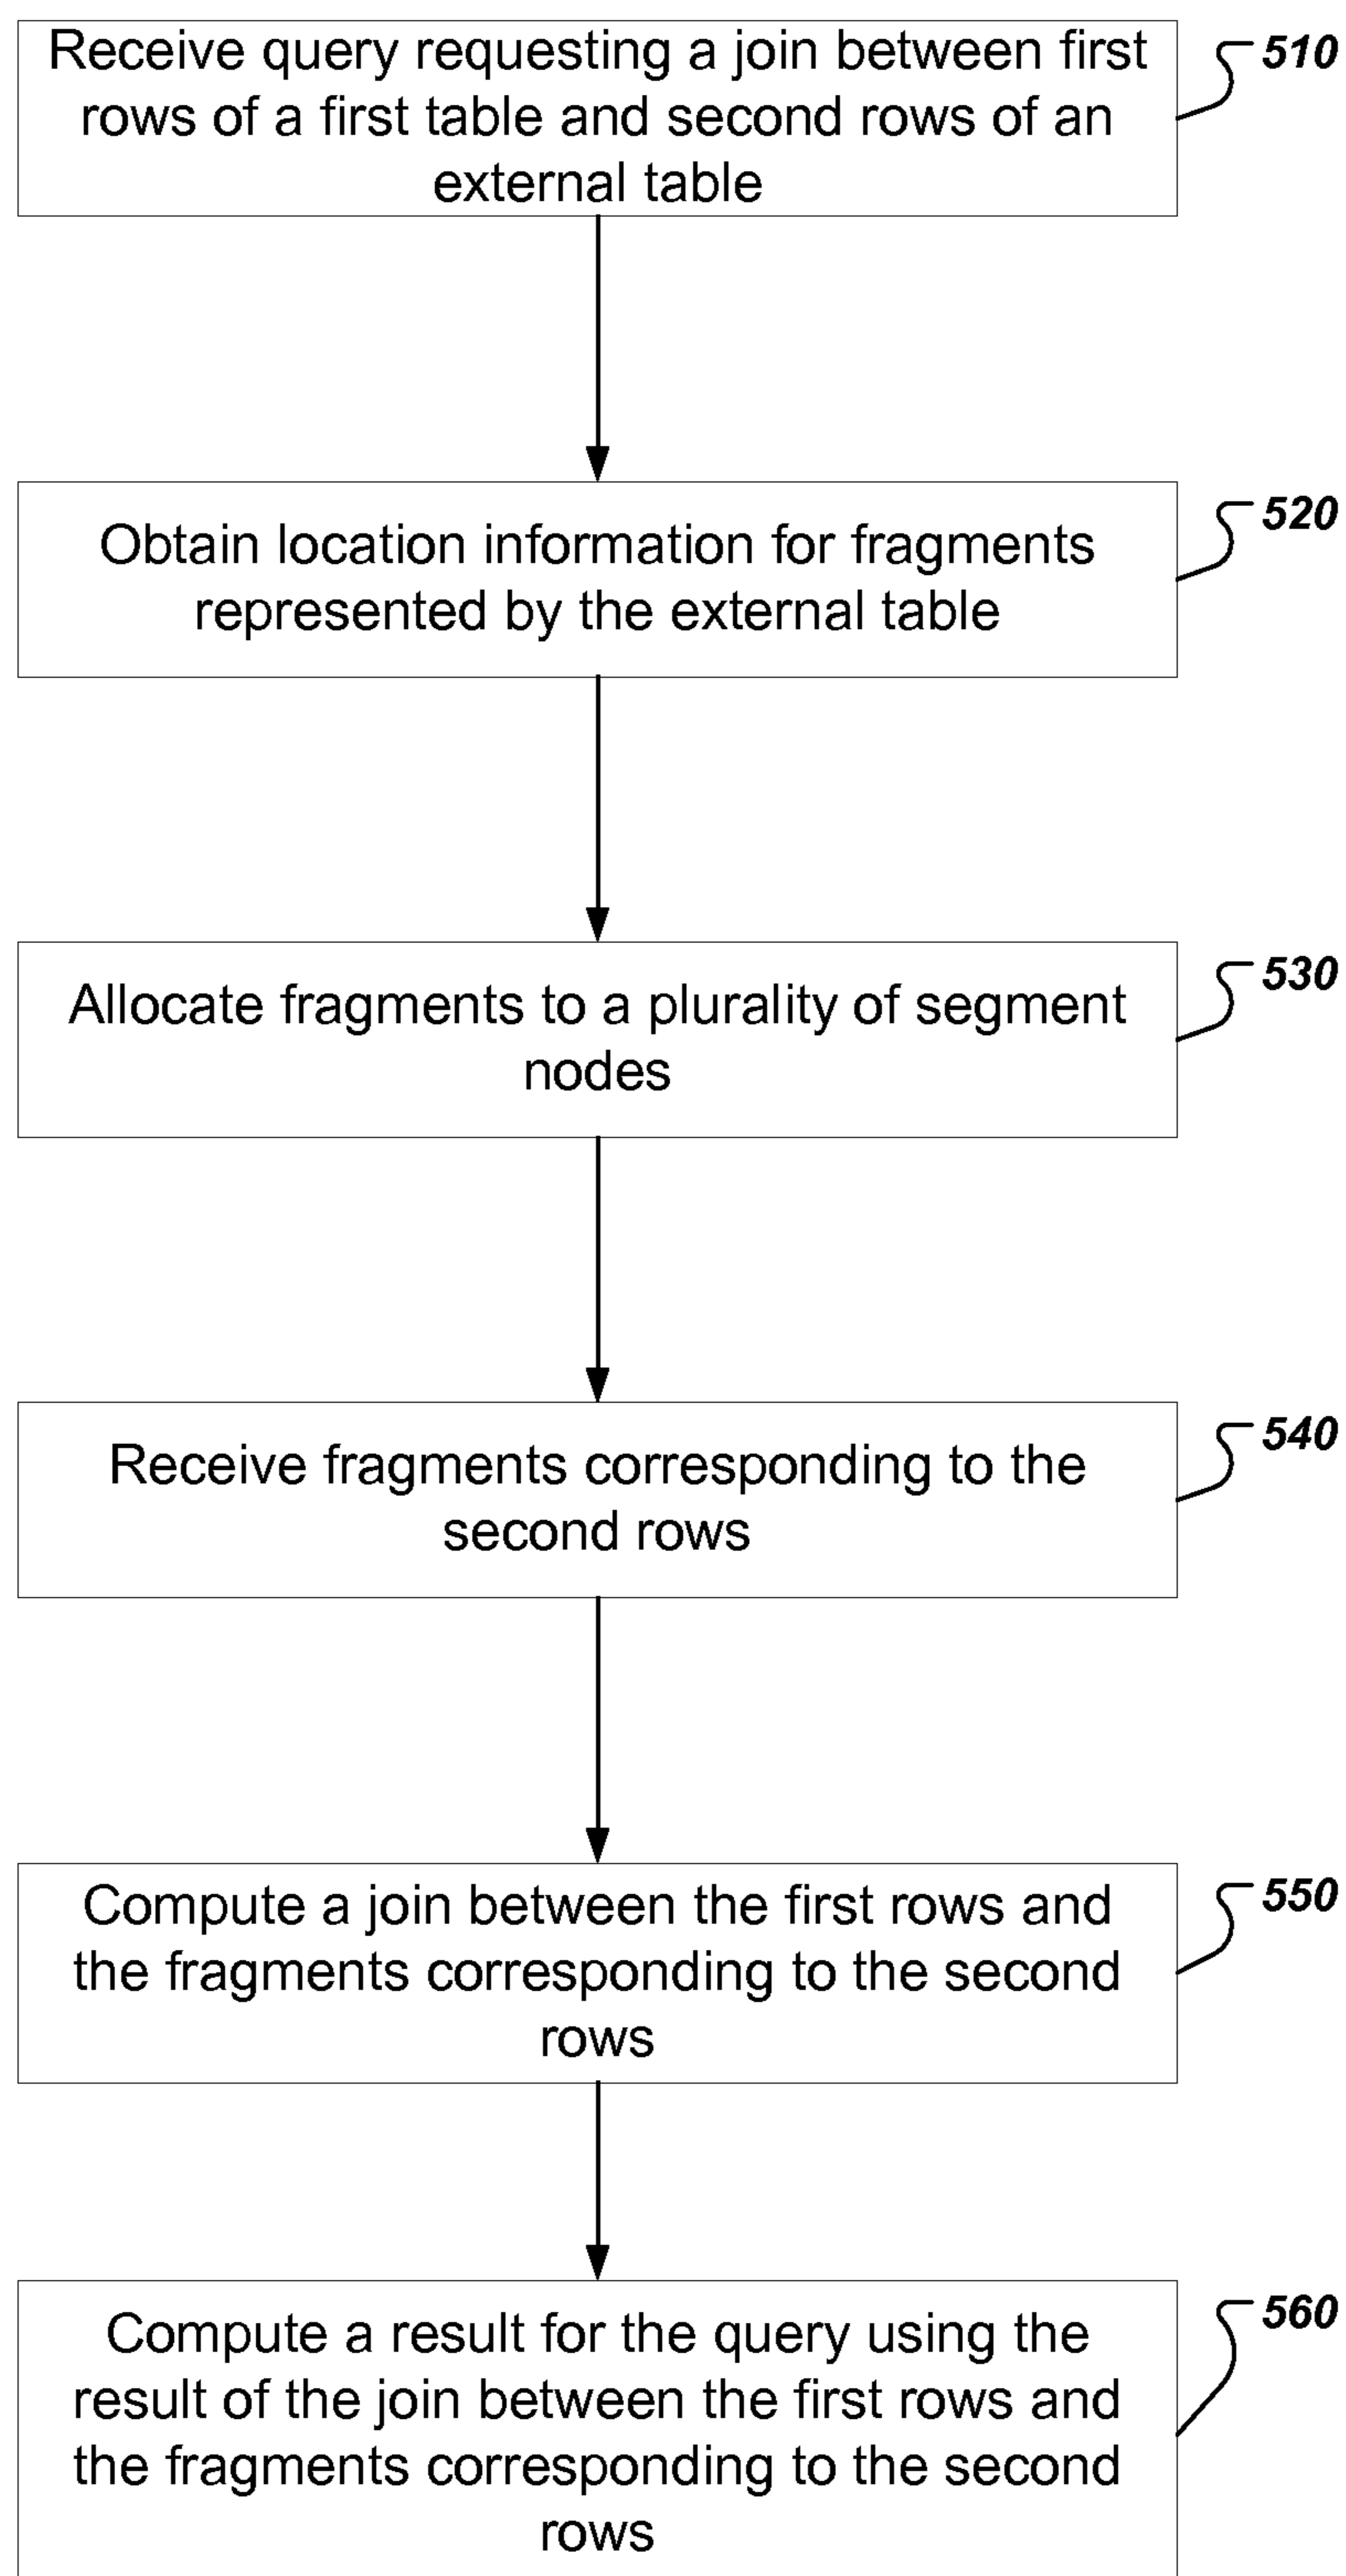 Receive query requesting a join between first
rows of a first table and second rows of an
external table
510
Obtain location information for fragments
represented by the external table
520
Allocate fragments to a plurality of segment
nodes
530
Receive fragments corresponding to the
second rows
540
Compute a join between the first rows and
the fragments corresponding to the second
rows
550
Compute a result for the query using the
result of the join between the first rows and
the fragments corresponding to the second
rows
560